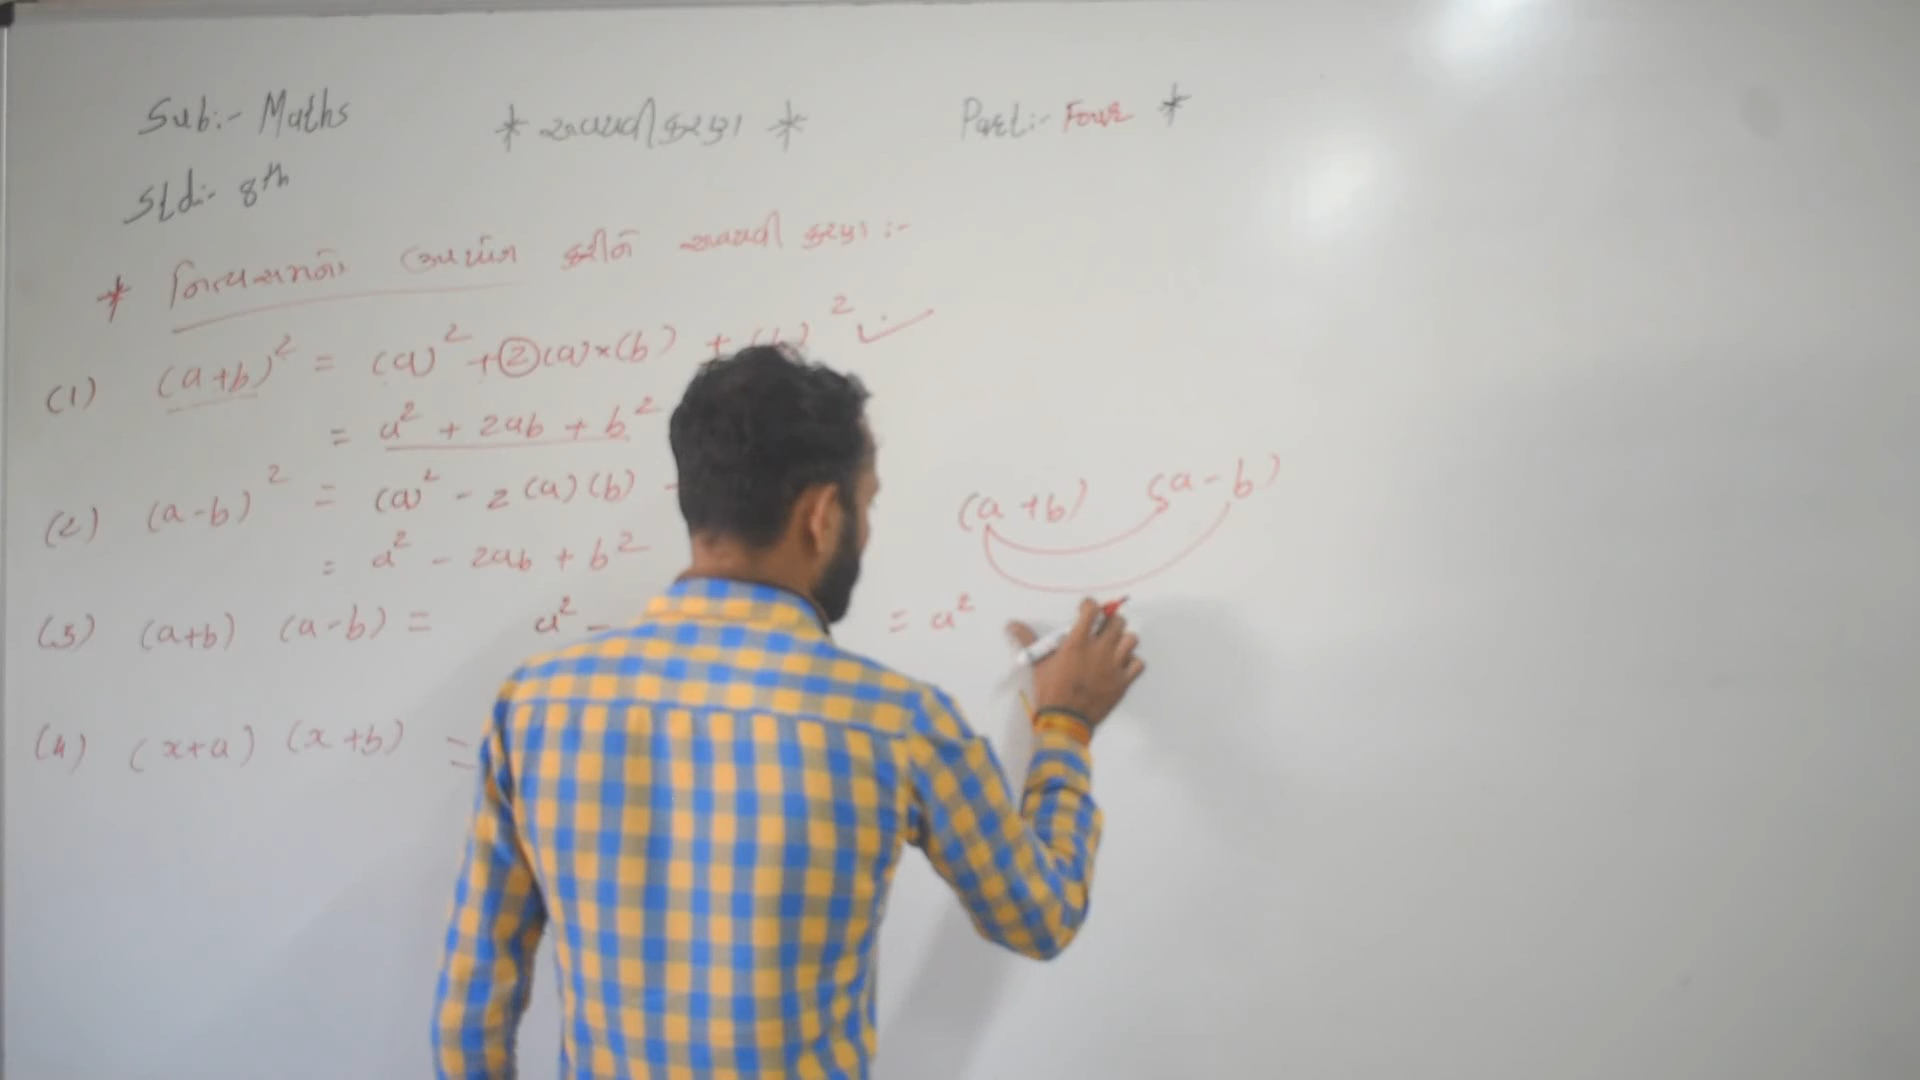 Sub:- Maths * અવયવીકરણ * Part:- Four *
Std:- 8th
* નિત્યસમનો ઉપયોગ કરીને અવયવી કરણ :-
(1) (a+b)² = (a)² + 2(a)×(b) + (b)²
= a² + 2ab + b²
(2) (a-b)² = (a)² - 2(a)(b)
= a² - 2ab + b²
(a+b) (a-b)
(3) (a+b) (a-b) = a² -
= a²
(4) (x+a) (x+b) =